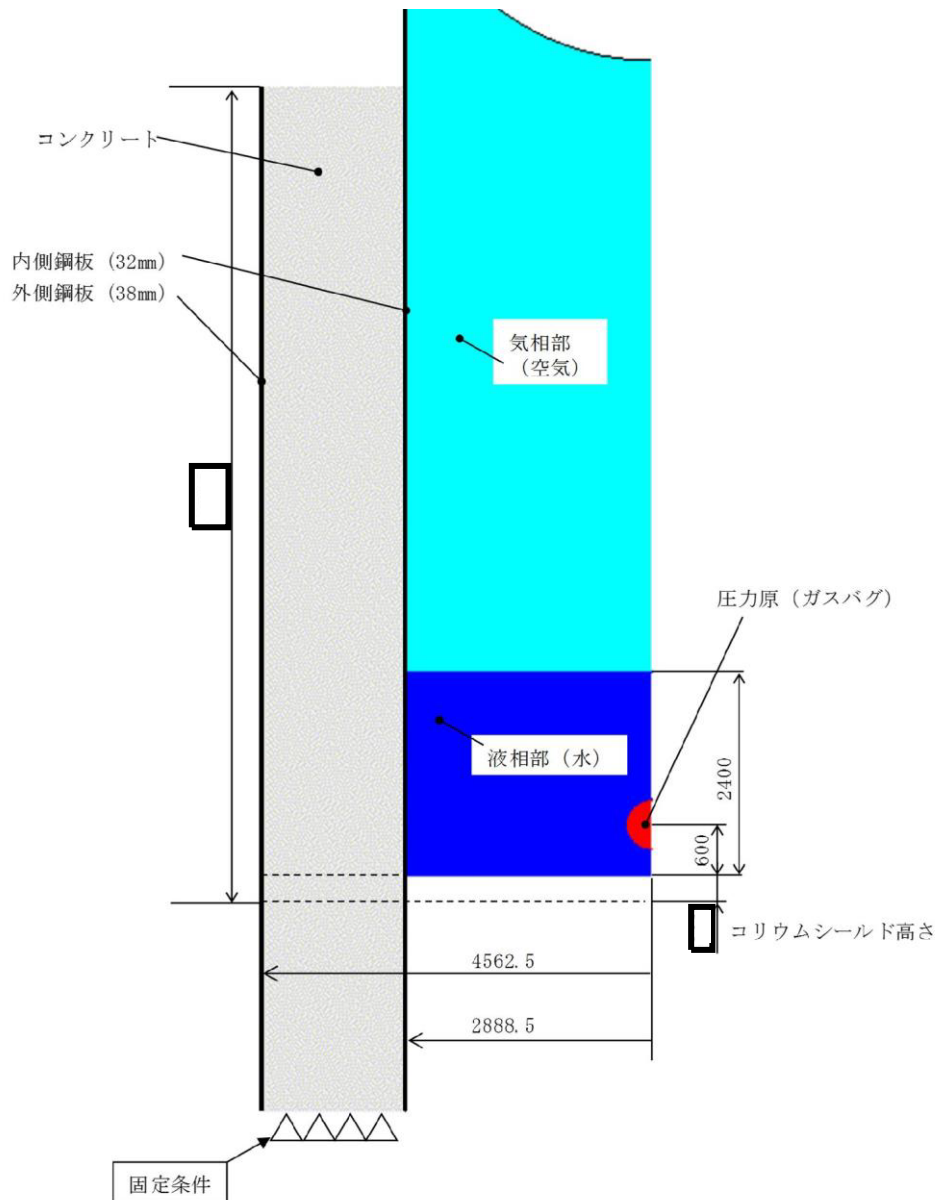 コンクリート
内側鋼板（32㎜）
外側鋼板（38㎜）
気相部
（空気）
圧力原（ガスバグ）
液相部（水）
2400
600
コリウムシールド高さ
4562.5
2888.5
固定条件